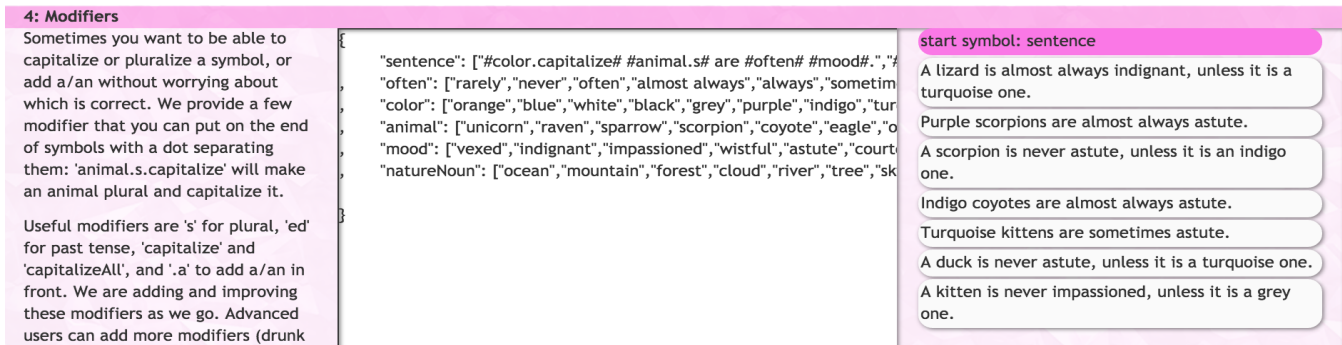 4: Modifiers
Sometimes you want to be able to
capitalize or pluralize a symbol, or
add a/an without worrying about
which is correct. We provide a few
modifier that you can put on the end
of symbols with a dot separating
them: 'animal.s.capitalize' will make
an animal plural and capitalize it.
Useful modifiers are 's' for plural, 'ed'
for past tense, 'capitalize' and
'capitalizeAll', and '.a' to add a/an in
front. We are adding and improving
these modifiers as we go. Advanced
users can add more modifiers (drunk
{
"sentence": ["#color.capitalize# #animal.s# are #often# #mood#.","#
, "often": ["rarely","never","often","almost always","always","sometim
, "color": ["orange","blue","white","black","grey","purple","indigo","tur
, "animal": ["unicorn","raven","sparrow","scorpion","coyote","eagle","o
, "mood": ["vexed","indignant","impassioned","wistful","astute","court
, "natureNoun": ["ocean","mountain","forest","cloud","river","tree","sk
}
start symbol: sentence
A lizard is almost always indignant, unless it is a
turquoise one.
Purple scorpions are almost always astute.
A scorpion is never astute, unless it is an indigo
one.
Indigo coyotes are almost always astute.
Turquoise kittens are sometimes astute.
A duck is never astute, unless it is a turquoise one.
A kitten is never impassioned, unless it is a grey
one.